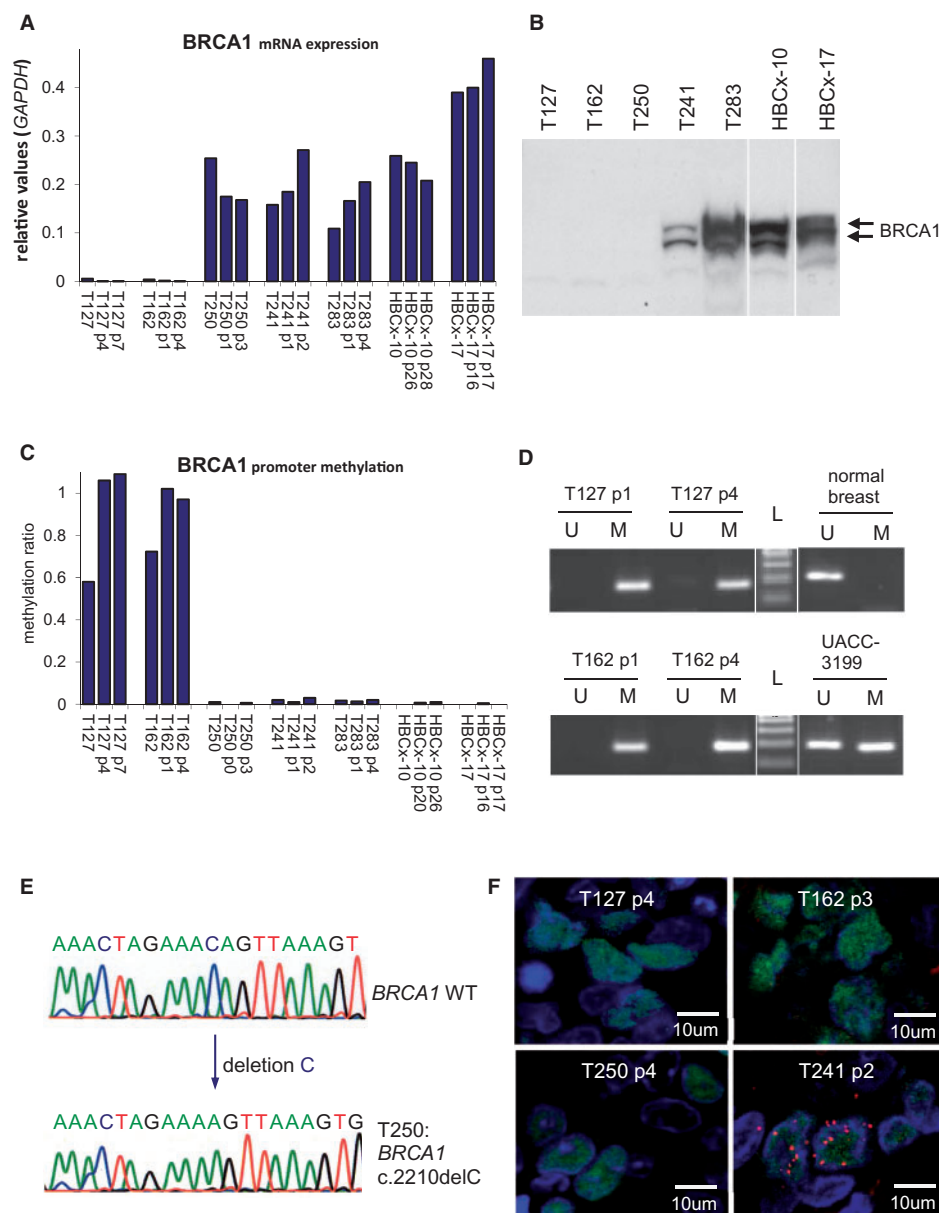 A
BRCA1 mRNA expression
relative values (GAPDH)
0.4
0.3
0.2
0.1
0
T127
T127 p4
T127 p7
T162
T162 p1
T162 p4
T250
T250 p1
T250 p3
T241
T241 p1
T241 p2
T283
T283 p1
T283 p4
HBCx-10
HBCx-10 p26
HBCx-10 p28
HBCx-17
HBCx-17 p16
HBCx-17 p17
B
T127
T162
T250
T241
T283
HBCx-10
HBCx-17
BRCA1
C
BRCA1 promoter methylation
methylation ratio
1
0.8
0.6
0.4
0.2
0
T127
T127 p4
T127 p7
T162
T162 p1
T162 p4
T250
T250 p0
T250 p3
T241
T241 p1
T241 p2
T283
T283 p1
T283 p4
HBCx-10
HBCx-10 p20
HBCx-10 p26
HBCx-17
HBCx-17 p16
HBCx-17 p17
D
T127 p1
T127 p4
L
normal
breast
U
M
U
M
U
M
T162 p1
T162 p4
L
UACC-
3199
U
M
U
M
U
M
E
AAACTAGAAACAGTTAAAGT
BRCA1 WT
deletion C
AAACTAGAAAAGTTAAAGTG
T250:
BRCA1
c.2210delC
F
T127 p4
10um
T162 p3
10um
T250 p4
10um
T241 p2
10um